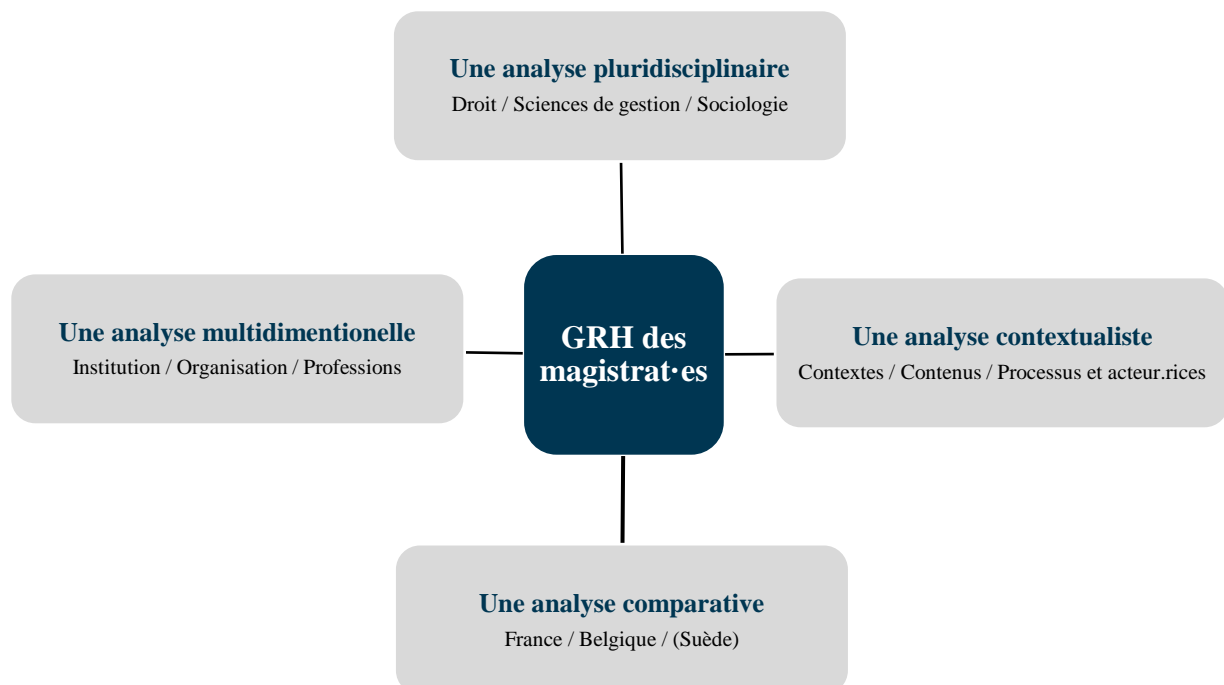 Une analyse pluridisciplinaire
Droit / Sciences de gestion / Sociologie
Une analyse multidimentionelle
Institution / Organisation / Professions
GRH des
magistrat·es
Une analyse contextualiste
Contextes / Contenus / Processus et acteur.rices
Une analyse comparative
France / Belgique / (Suède)